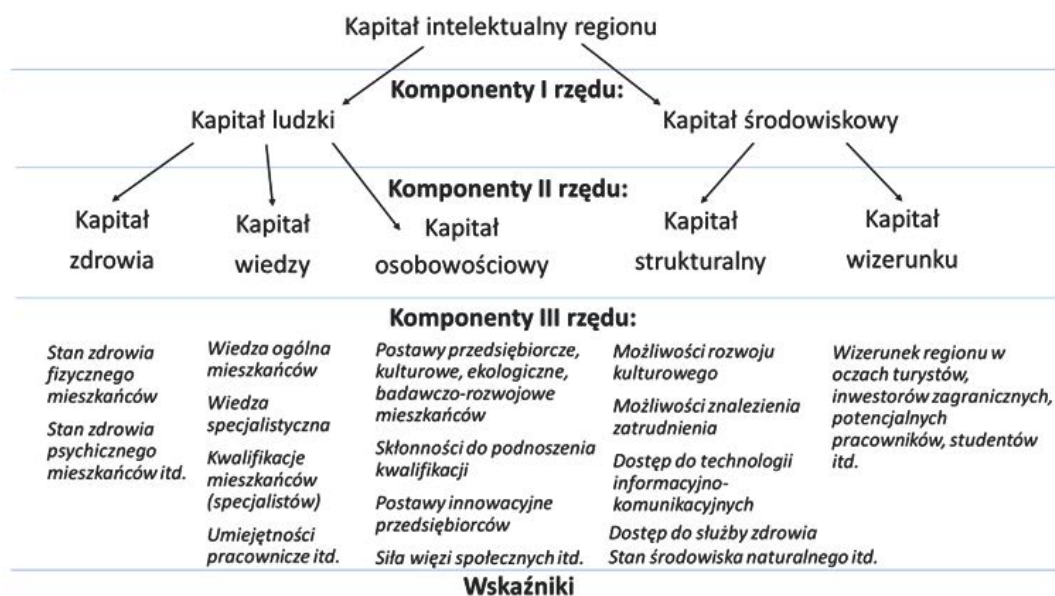 Kapitał intelektualny regionu
Komponenty I rzędu:
Kapitał ludzki
Kapitał środowiskowy
Komponenty II rzędu:
Kapitał
zdrowia
Kapitał
wiedzy
Kapitał
osobowościowy
Kapitał
strukturalny
Kapitał
wizerunku
Komponenty III rzędu:
Stan zdrowia
fizycznego
mieszkańców
Stan zdrowia
psychicznego
mieszkańców itd.
Wiedza ogólna
mieszkańców
Wiedza
specjalistyczna
Kwalifikacje
mieszkańców
(specjalistów)
Umiejętności
pracownicze itd.
Postawy przedsiębiorcze,
kulturowe, ekologiczne,
badawczo-rozwojowe
mieszkańców
Skłonności do podnoszenia
kwalifikacji
Postawy innowacyjne
przedsiębiorców
Siła więzi społecznych itd.
Możliwości rozwoju
kulturowego
Możliwości znalezienia
zatrudnienia
Dostęp do technologii
informacyjno-
komunikacyjnych
Dostęp do służby zdrowia
Stan środowiska naturalnego itd.
Wizerunek regionu w
oczach turystów,
inwestorów zagranicznych,
potencjalnych
pracowników, studentów
itd.
Wskaźniki